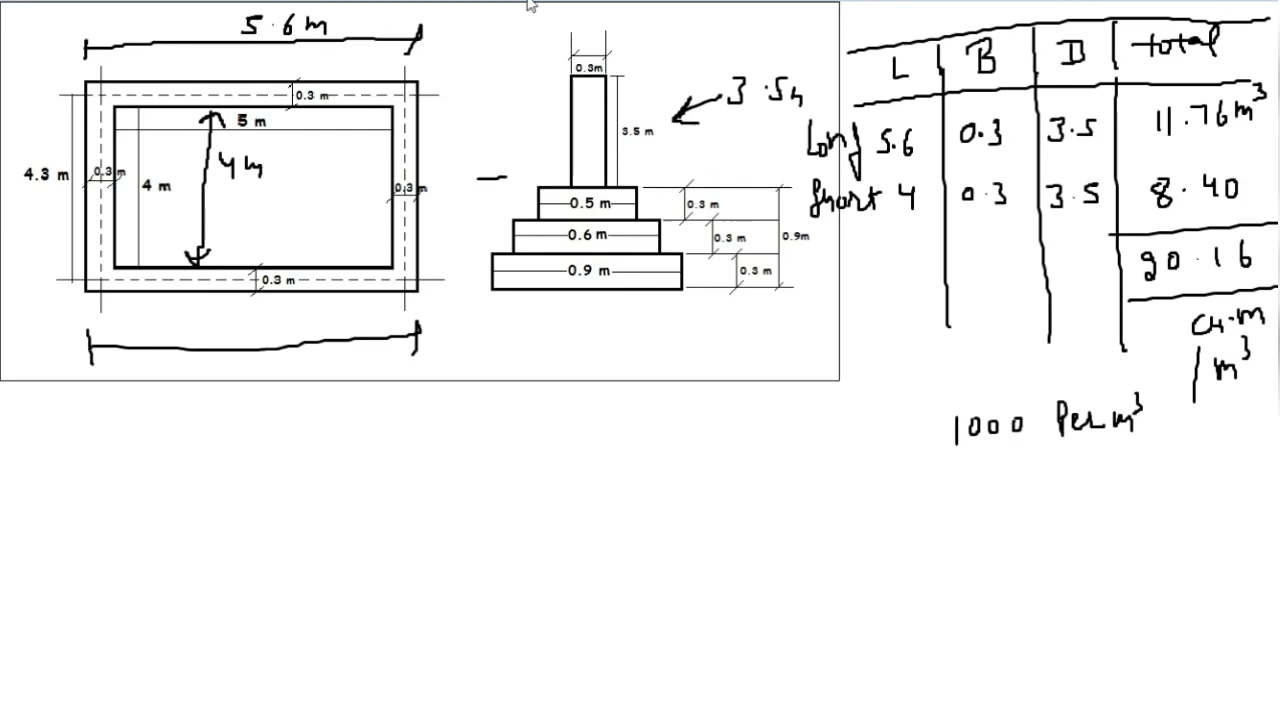 5.6 m
0.3 m
5 m
4 m
4.3 m
0.3 m
4 m
0.3 m
0.3 m
0.3m
3.5 m
3.5
0.5 m
0.3 m
0.6 m
0.3 m
0.9m
0.9 m
0.3 m
L B D total
Long 5.6 0.3 3.5 11.76 m³
Short 4 0.3 3.5 8.40
20.16
cu.m
/ m³
1000 Per m³